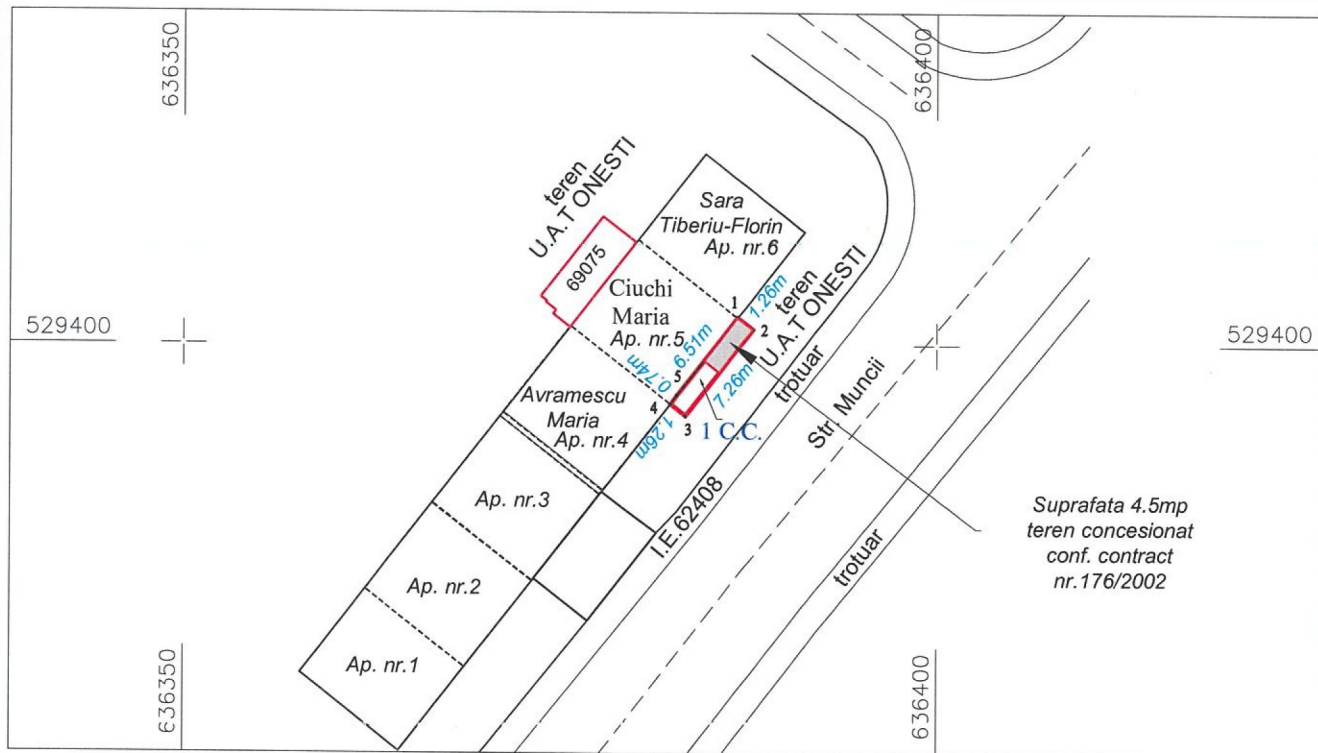 636350
636400
teren
U.A.T ONESTI
Sara
Tiberiu-Florin
Ap. nr.6
69075
Ciuchi
Maria
Ap. nr.5
1
1.26m
2
teren
U.A.T ONESTI
529400
529400
6.51m
0.74m
5
7.26m
trotuar
Str. Muncii
Avramescu
Maria
Ap. nr.4
4
3
1.26m
1 C.C.
Ap. nr.3
I.E.62408
Suprafata 4.5mp
teren concesionat
conf. contract
nr.176/2002
trotuar
Ap. nr.2
Ap. nr.1
636350
636400